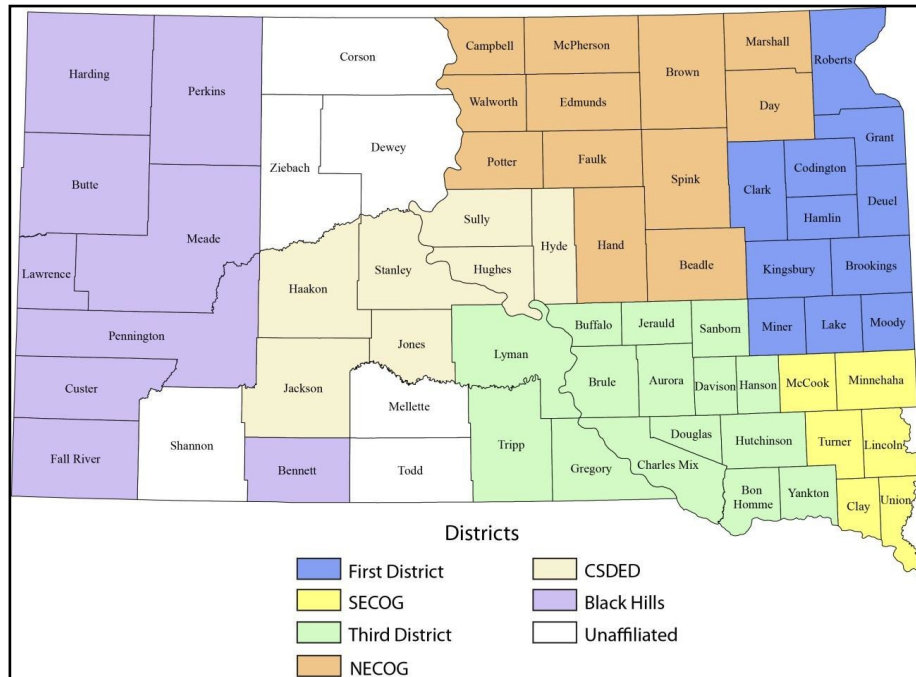 Harding
Perkins
Corson
Campbell
McPherson
Brown
Marshall
Roberts
Walworth
Edmunds
Day
Butte
Ziebach
Dewey
Potter
Faulk
Spink
Clark
Codington
Grant
Deuel
Hamlin
Meade
Lawrence
Sully
Hyde
Hand
Beadle
Kingsbury
Brookings
Haakon
Stanley
Hughes
Pennington
Jones
Lyman
Buffalo
Jerauld
Sanborn
Miner
Lake
Moody
Custer
Jackson
Mellette
Brule
Aurora
Davison
Hanson
McCook
Minnehaha
Fall River
Shannon
Bennett
Todd
Tripp
Gregory
Charles Mix
Douglas
Hutchinson
Turner
Lincoln
Bon
Homme
Yankton
Clay
Union
Districts
First District
SECOG
Third District
NECOG
CSDED
Black Hills
Unaffiliated